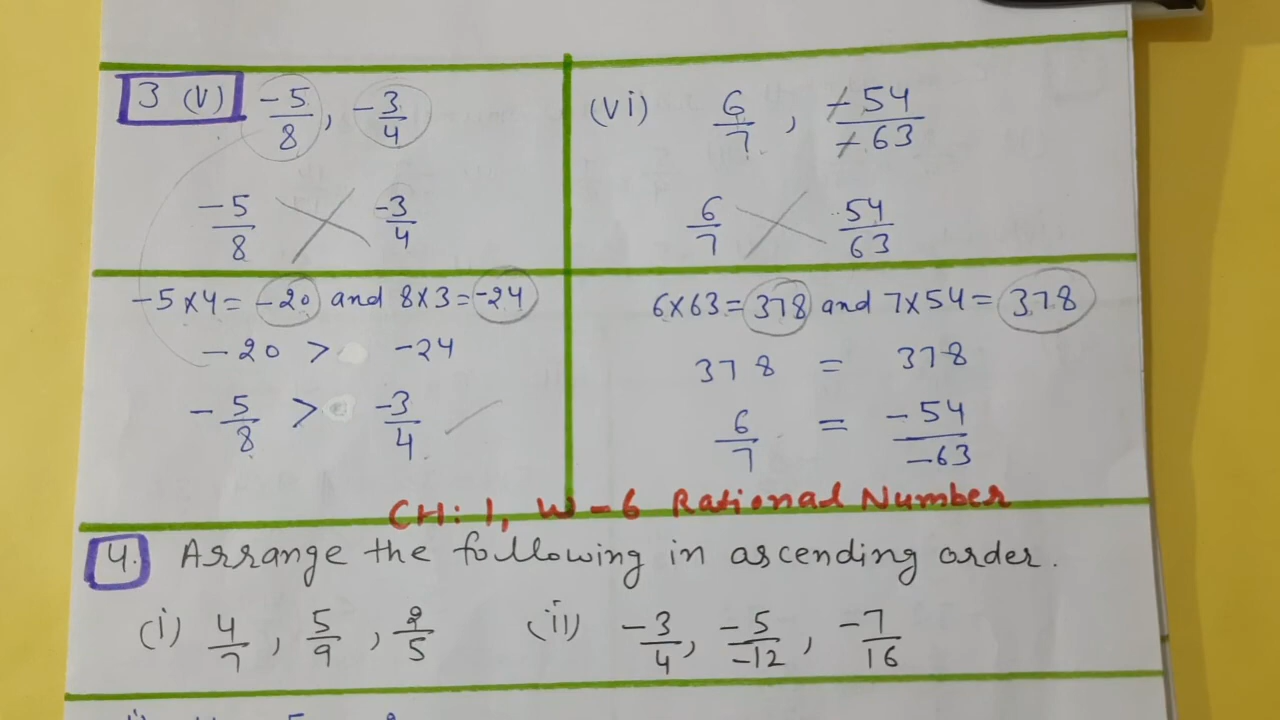 3 (V) -5/8, -3/4
-5/8 -3/4
-5×4= -20 and 8×3= -24
-20 > -24
-5/8 > -3/4
(vi) 6/7, -54/-63
6/7 54/63
6×63= 378 and 7×54= 378
378 = 378
6/7 = -54/-63
CH: 1, W-6 Rational Number
4. Arrange the following in ascending order.
(i) 4/7, 5/9, 2/5 (ii) -3/4, -5/-12, -7/16